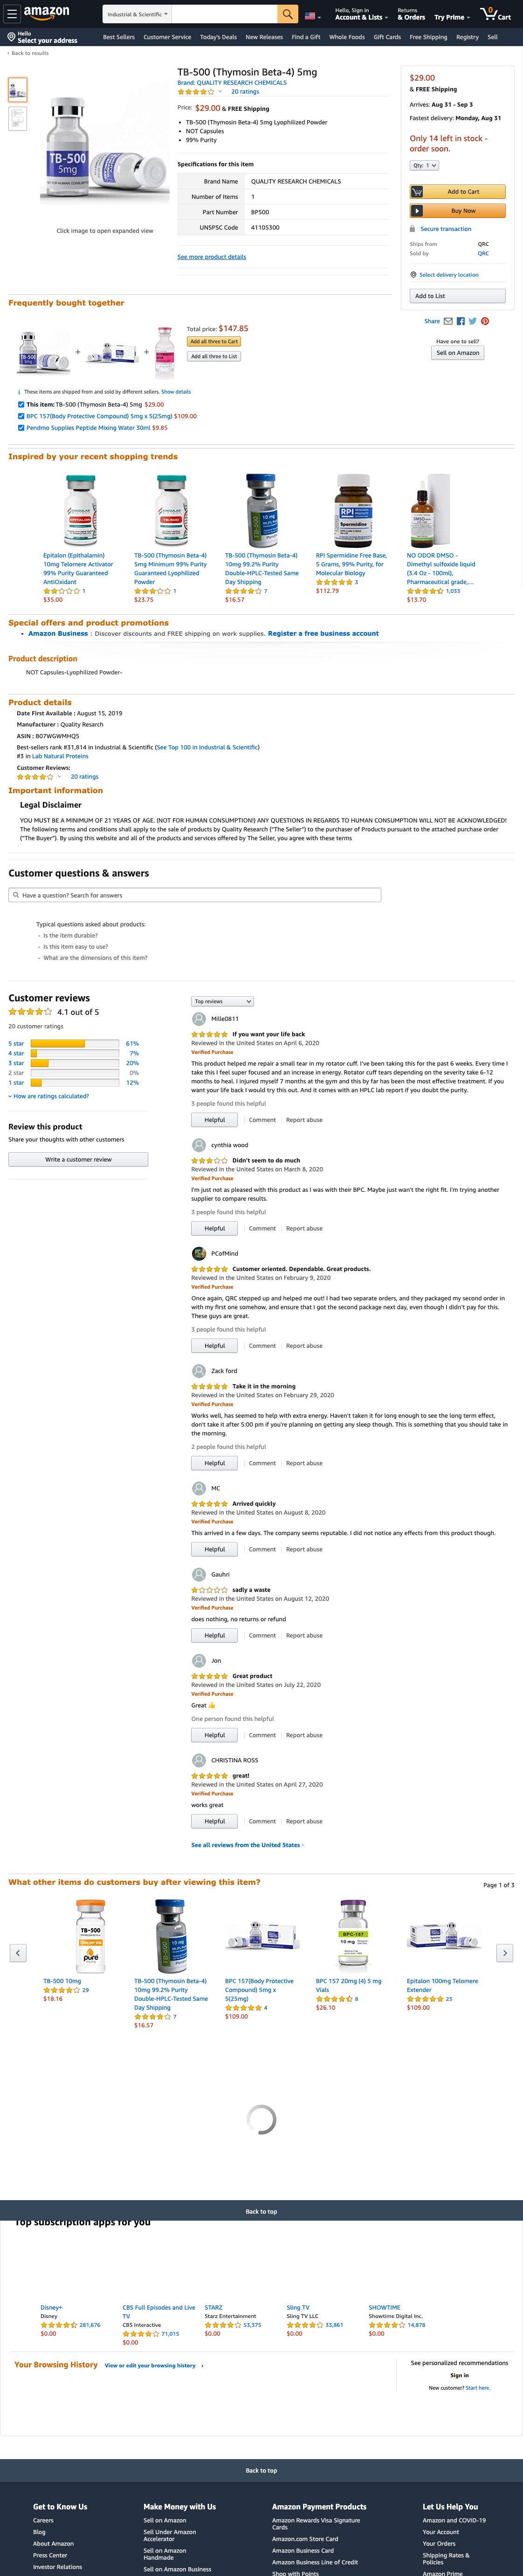 amazon
Industrial & Scientific
Hello, Sign in
Account & Lists
Returns
& Orders
Try Prime
0
Cart
Hello
Select your address
Best Sellers
Customer Service
Today's Deals
New Releases
Find a Gift
Whole Foods
Gift Cards
Free Shipping
Registry
Sell
‹ Back to results
TB-500 (Thymosin Beta-4) 5mg
Brand: QUALITY RESEARCH CHEMICALS
20 ratings
Price: $29.00 & FREE Shipping
• TB-500 (Thymosin Beta-4) 5mg Lyophilized Powder
• NOT Capsules
• 99% Purity
Specifications for this item
Brand Name QUALITY RESEARCH CHEMICALS
Number of Items 1
Part Number BP500
UNSPSC Code 41105300
See more product details
TB-500
5mg
Click image to open expanded view
$29.00
& FREE Shipping
Arrives: Aug 31 - Sep 3
Fastest delivery: Monday, Aug 31
Only 14 left in stock - order soon.
Qty: 1
Add to Cart
Buy Now
Secure transaction
Ships from QRC
Sold by QRC
Select delivery location
Add to List
Share
Have one to sell?
Sell on Amazon
Frequently bought together
Total price: $147.85
Add all three to Cart
Add all three to List
These items are shipped from and sold by different sellers. Show details
This item: TB-500 (Thymosin Beta-4) 5mg $29.00
BPC 157(Body Protective Compound) 5mg x 5(25mg) $109.00
Pendmo Supplies Peptide Mixing Water 30ml $9.85
Inspired by your recent shopping trends
Epitalon (Epithalamin) 10mg Telomere Activator 99% Purity Guaranteed AntiOxidant
1
$35.00
TB-500 (Thymosin Beta-4) 5mg Minimum 99% Purity Guaranteed Lyophilized Powder
1
$23.75
TB-500 (Thymosin Beta-4) 10mg 99.2% Purity Double-HPLC-Tested Same Day Shipping
7
$16.57
RPI Spermidine Free Base, 5 Grams, 99% Purity, for Molecular Biology
3
$112.79
NO ODOR DMSO - Dimethyl sulfoxide liquid (3.4 Oz - 100ml), Pharmaceutical grade,...
1,033
$13.70
Special offers and product promotions
• Amazon Business : Discover discounts and FREE shipping on work supplies. Register a free business account
Product description
NOT Capsules-Lyophilized Powder-
Product details
Date First Available : August 15, 2019
Manufacturer : Quality Resarch
ASIN : B07WGWMHQ5
Best-sellers rank #31,814 in Industrial & Scientific (See Top 100 in Industrial & Scientific)
#3 in Lab Natural Proteins
Customer Reviews:
20 ratings
Important information
Legal Disclaimer
YOU MUST BE A MINIMUM OF 21 YEARS OF AGE. (NOT FOR HUMAN CONSUMPTION!) ANY QUESTIONS IN REGARDS TO HUMAN CONSUMPTION WILL NOT BE ACKNOWLEDGED!
The following terms and conditions shall apply to the sale of products by Quality Research ("The Seller") to the purchaser of Products pursuant to the attached purchase order
("The Buyer"). By using this website and all of the products and services offered by The Seller, you agree with these terms
Customer questions & answers
Have a question? Search for answers
Typical questions asked about products:
- Is the item durable?
- Is this item easy to use?
- What are the dimensions of this item?
Customer reviews
4.1 out of 5
20 customer ratings
5 star 61%
4 star 7%
3 star 20%
2 star 0%
1 star 12%
How are ratings calculated?
Review this product
Share your thoughts with other customers
Write a customer review
Top reviews
Mille0811
If you want your life back
Reviewed in the United States on April 6, 2020
Verified Purchase
This product helped me repair a small tear in my rotator cuff. I've been taking this for the past 6 weeks. Every time I
take this I feel super focused and an increase in energy. Rotator cuff tears depending on the severity take 6-12
months to heal. I injured myself 7 months at the gym and this by far has been the most effective treatment. If you
want your life back I would try this out. And it comes with an HPLC lab report if you doubt the purity.
3 people found this helpful
Helpful
Comment
Report abuse
cynthia wood
Didn't seem to do much
Reviewed in the United States on March 8, 2020
Verified Purchase
I'm just not as pleased with this product as I was with their BPC. Maybe just wan't the right fit. I'm trying another
supplier to compare results.
3 people found this helpful
Helpful
Comment
Report abuse
PCofMind
Customer oriented. Dependable. Great products.
Reviewed in the United States on February 9, 2020
Verified Purchase
Once again, QRC stepped up and helped me out! I had two separate orders, and they packaged my second order in
with my first one somehow, and ensure that I got the second package next day, even though I didn't pay for this.
These guys are great.
3 people found this helpful
Helpful
Comment
Report abuse
Zack ford
Take it in the morning
Reviewed in the United States on February 29, 2020
Verified Purchase
Works well, has seemed to help with extra energy. Haven't taken it for long enough to see the long term effect,
don't take it after 5:00 pm if you're planning on getting any sleep though. This is something that you should take in
the morning.
2 people found this helpful
Helpful
Comment
Report abuse
MC
Arrived quickly
Reviewed in the United States on August 8, 2020
Verified Purchase
This arrived in a few days. The company seems reputable. I did not notice any effects from this product though.
Helpful
Comment
Report abuse
Gauhri
sadly a waste
Reviewed in the United States on August 12, 2020
Verified Purchase
does nothing, no returns or refund
Helpful
Comment
Report abuse
Jon
Great product
Reviewed in the United States on July 22, 2020
Verified Purchase
Great 👍
One person found this helpful
Helpful
Comment
Report abuse
CHRISTINA ROSS
great!
Reviewed in the United States on April 27, 2020
Verified Purchase
works great
Helpful
Comment
Report abuse
See all reviews from the United States ›
What other items do customers buy after viewing this item?
Page 1 of 3
TB-500 10mg
29
$18.16
TB-500 (Thymosin Beta-4) 10mg 99.2% Purity Double-HPLC-Tested Same Day Shipping
7
$16.57
BPC 157(Body Protective Compound) 5mg x 5(25mg)
4
$109.00
BPC 157 20mg (4) 5 mg Vials
8
$26.10
Epitalon 100mg Telomere Extender
23
$109.00
Back to top
Top subscription apps for you
Disney+
Disney
281,676
$0.00
CBS Full Episodes and Live TV
CBS Interactive
71,015
$0.00
STARZ
Starz Entertainment
53,375
$0.00
Sling TV
Sling TV LLC
33,861
$0.00
SHOWTIME
Showtime Digital Inc.
14,878
$0.00
Your Browsing History
View or edit your browsing history ›
See personalized recommendations
Sign in
New customer? Start here.
Back to top
Get to Know Us
Careers
Blog
About Amazon
Press Center
Investor Relations
Make Money with Us
Sell on Amazon
Sell Under Amazon Accelerator
Sell on Amazon Handmade
Sell on Amazon Business
Amazon Payment Products
Amazon Rewards Visa Signature Cards
Amazon.com Store Card
Amazon Business Card
Amazon Business Line of Credit
Shop with Points
Let Us Help You
Amazon and COVID-19
Your Account
Your Orders
Shipping Rates & Policies
Amazon Prime